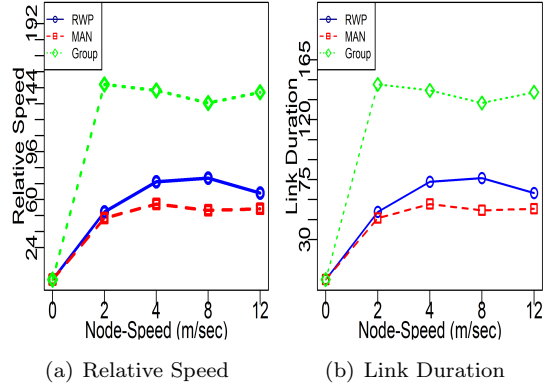 RWP
MAN
Group
Relative Speed
24 60 96 144 192
0 2 4 8 12
Node-Speed (m/sec)
(a) Relative Speed
RWP
MAN
Group
Link Duration
30 75 120 165
0 2 4 8 12
Node-Speed (m/sec)
(b) Link Duration